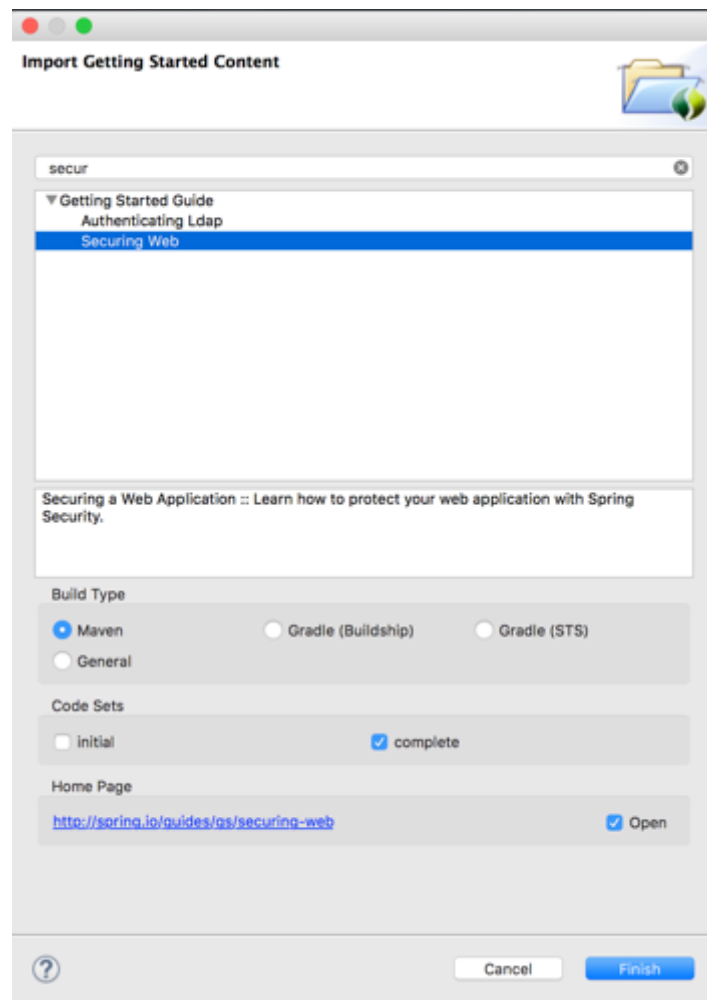 Import Getting Started Content
secur
Getting Started Guide
Authenticating Ldap
Securing Web
Securing a Web Application :: Learn how to protect your web application with Spring
Security.
Build Type
Maven Gradle (Buildship) Gradle (STS)
General
Code Sets
initial complete
Home Page
http://spring.io/guides/gs/securing-web Open
? Cancel Finish